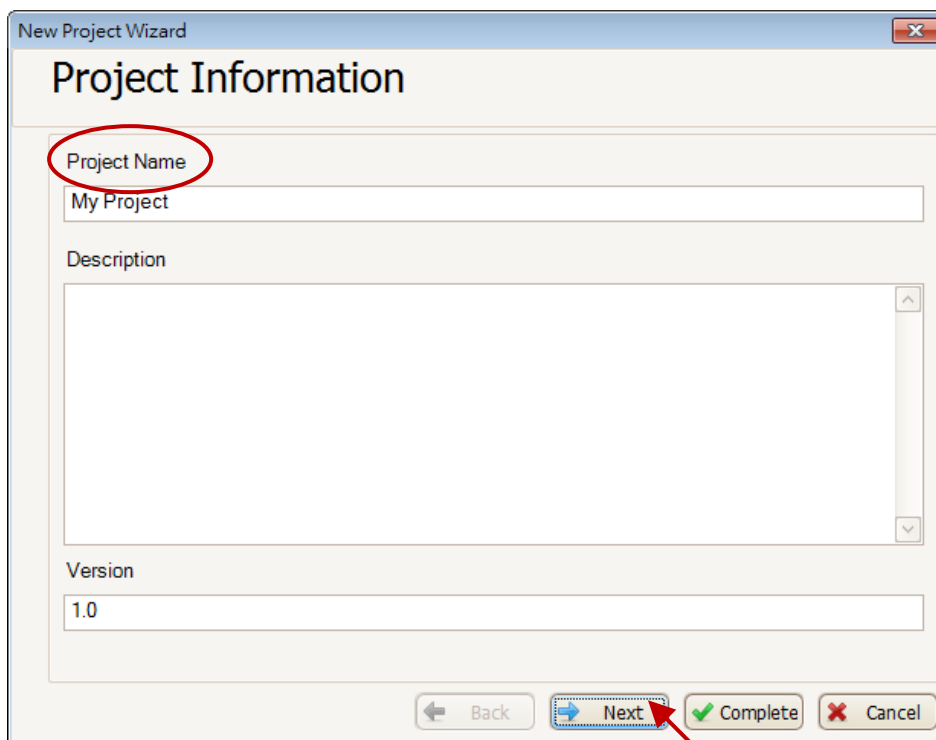 New Project Wizard
Project Information
Project Name
My Project
Description
Version
1.0
Back Next Complete Cancel